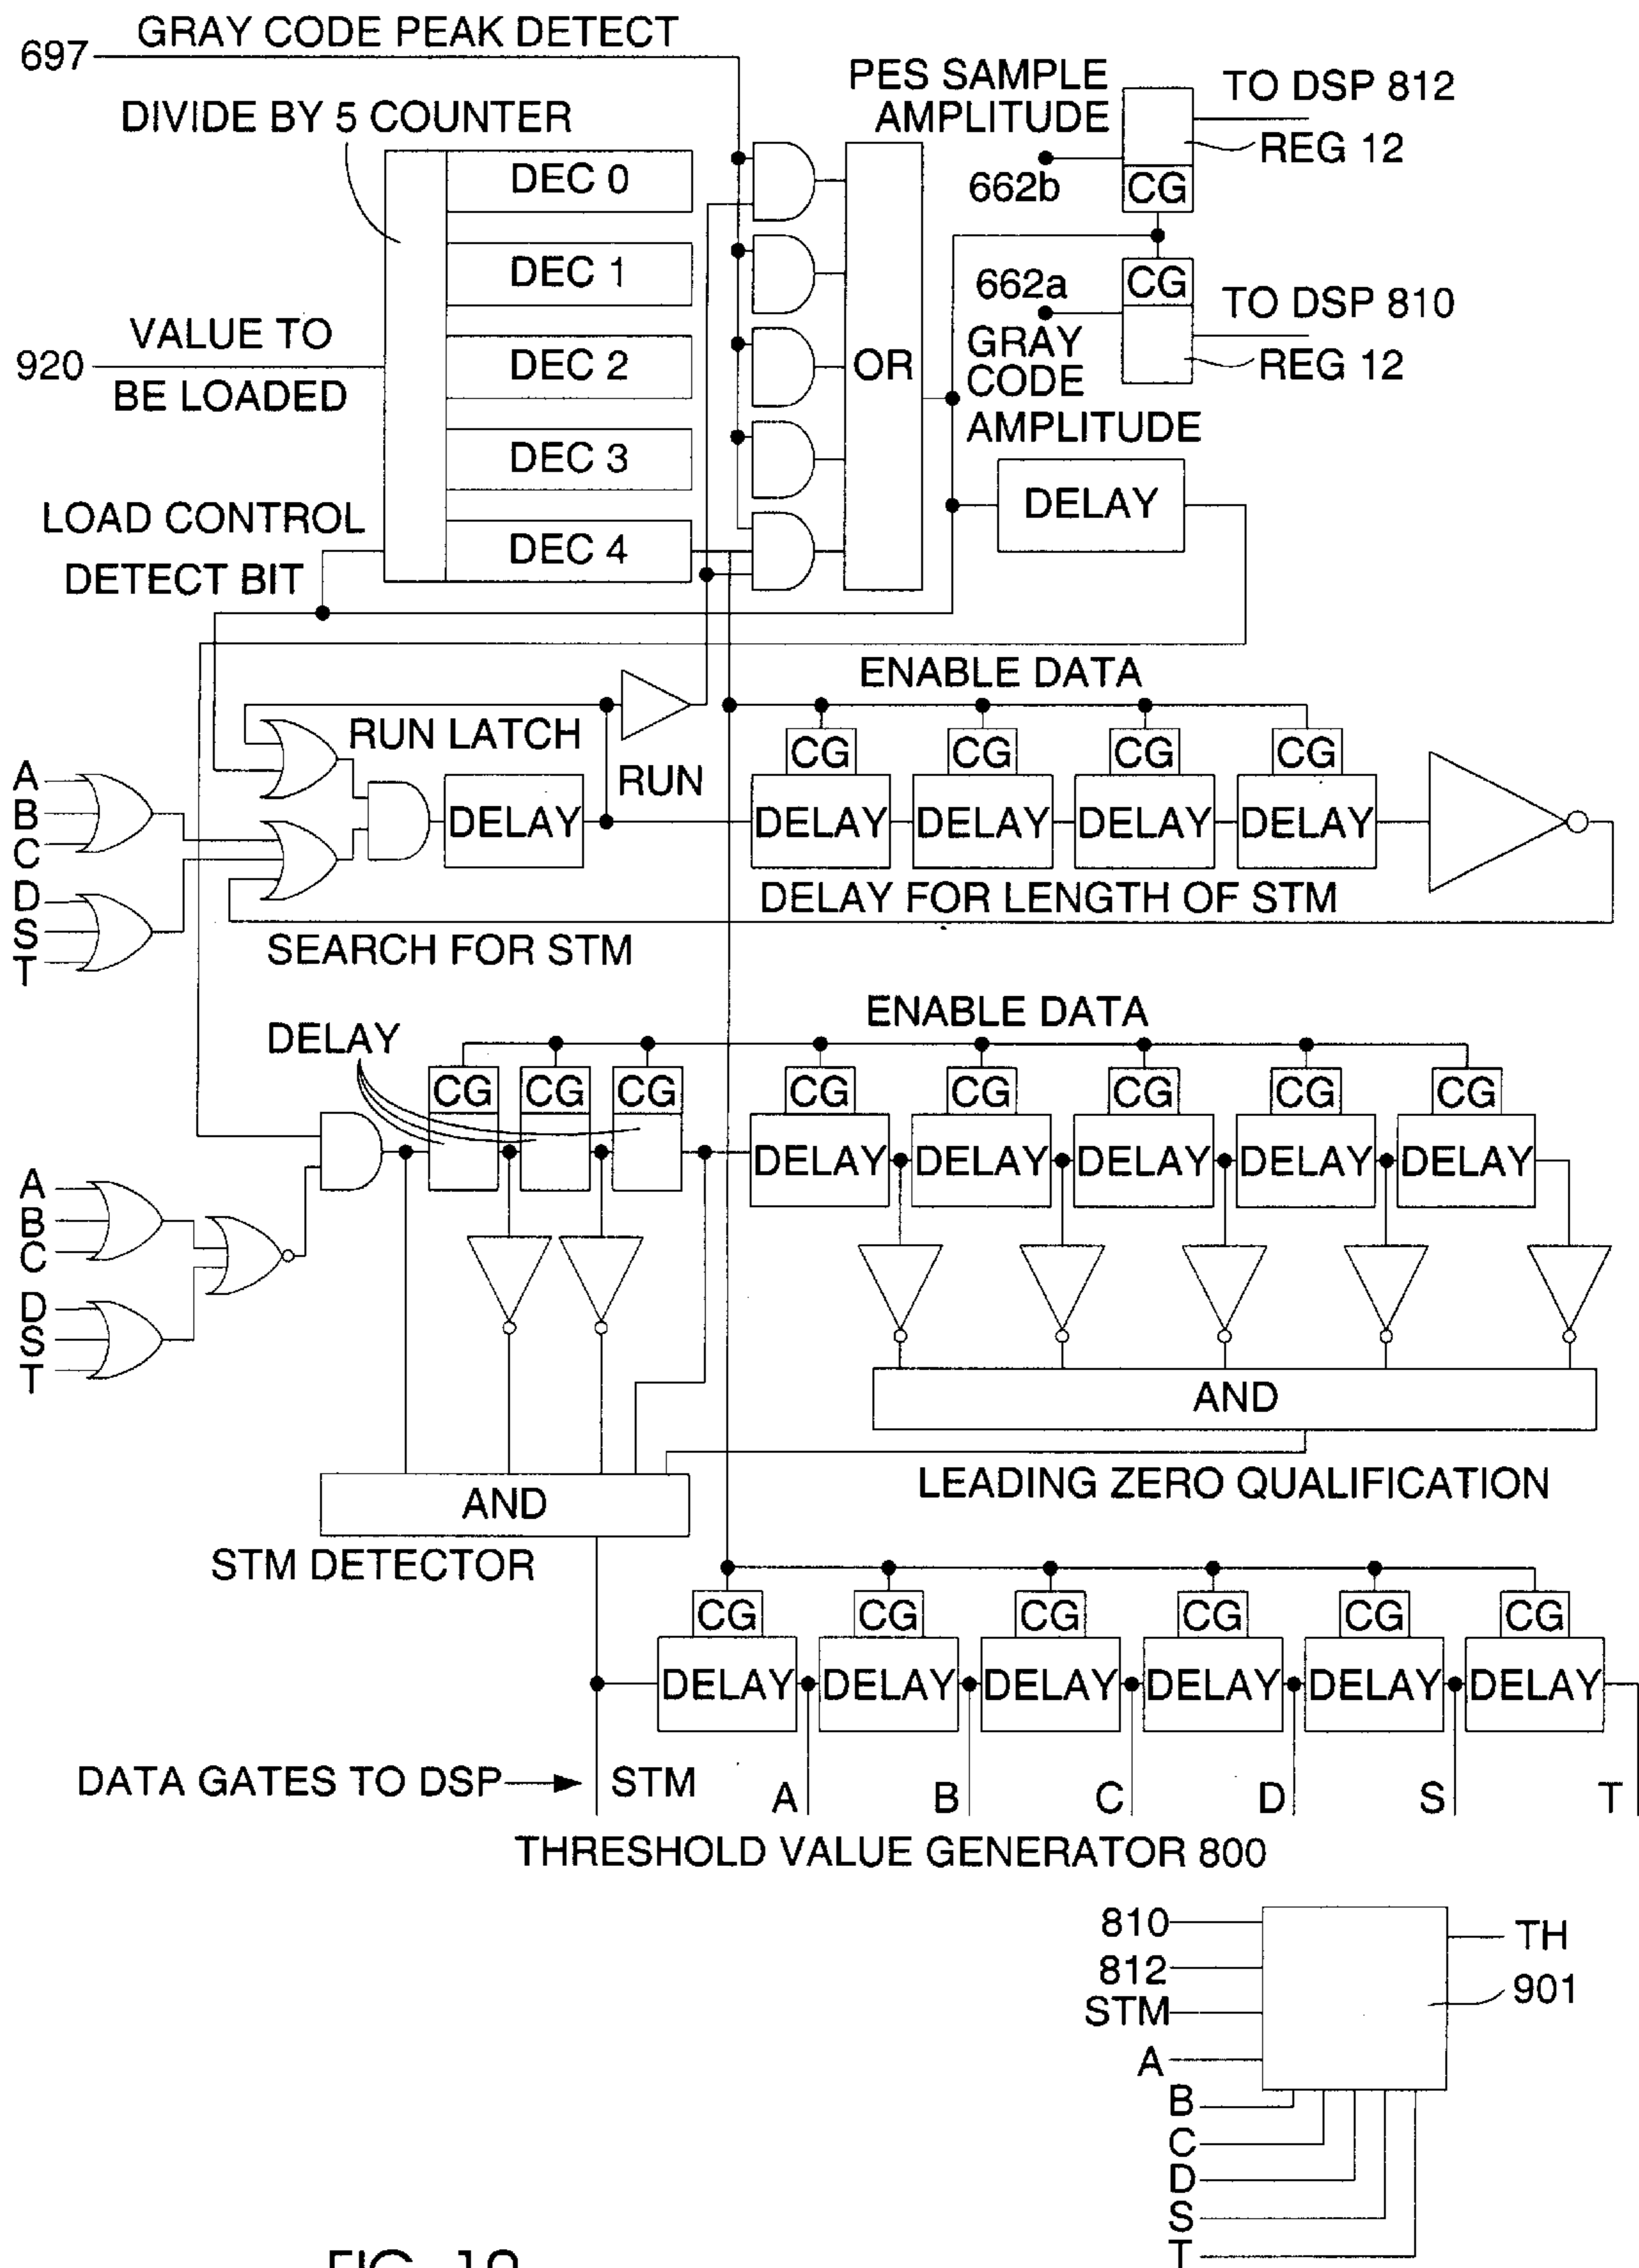 GRAY CODE PEAK DETECT
697
DIVIDE BY 5 COUNTER
PES SAMPLE
AMPLITUDE
TO DSP 812
REG 12
662b
CG
DEC 0
DEC 1
DEC 2
DEC 3
DEC 4
OR
CG
662a
TO DSP 810
REG 12
GRAY
CODE
AMPLITUDE
VALUE TO
920
BE LOADED
DELAY
LOAD CONTROL
DETECT BIT
ENABLE DATA
RUN LATCH
RUN
CG CG CG CG
A
B
C
D
S
T
DELAY
DELAY DELAY DELAY DELAY
DELAY FOR LENGTH OF STM
SEARCH FOR STM
ENABLE DATA
DELAY
CG CG CG CG CG CG CG CG
DELAY DELAY DELAY DELAY DELAY
A
B
C
D
S
T
AND
LEADING ZERO QUALIFICATION
AND
STM DETECTOR
CG CG CG CG CG CG
DELAY DELAY DELAY DELAY DELAY DELAY
DATA GATES TO DSP STM A B C D S T
THRESHOLD VALUE GENERATOR 800
810
812
STM
A
B
C
D
S
T
TH
901